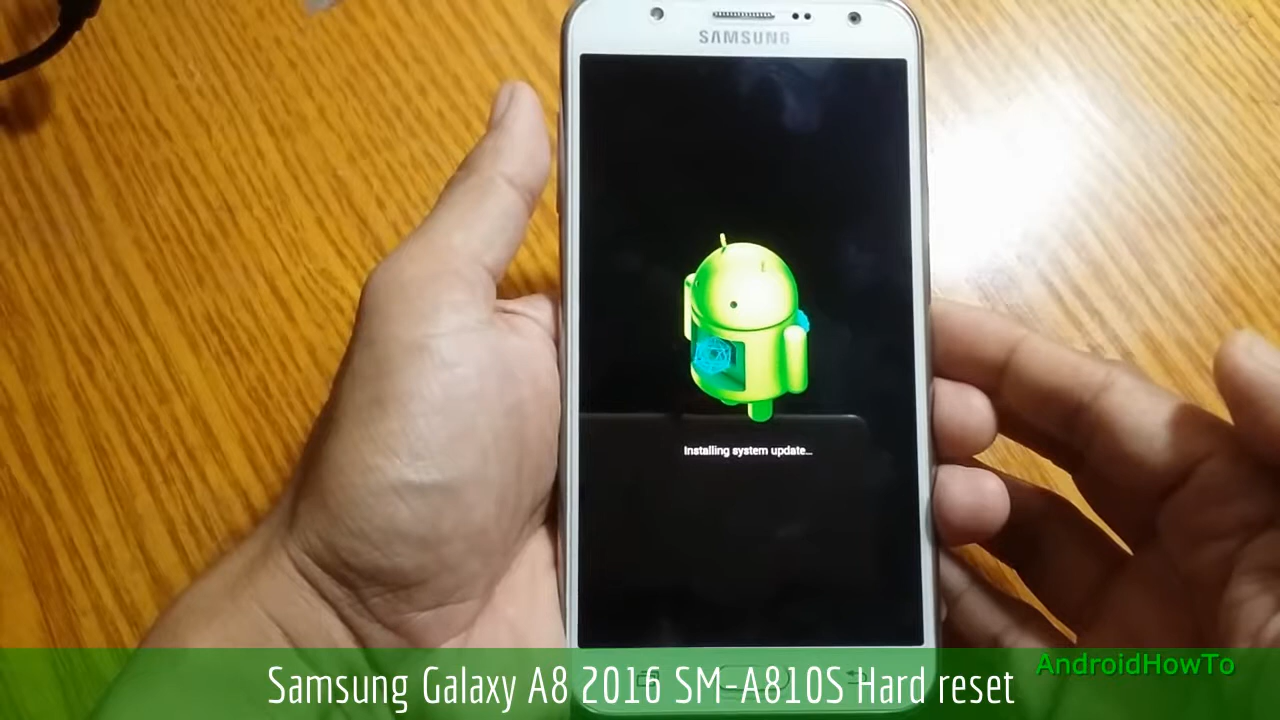 SAMSUNG
Installing system update...
AndroidHowTo
Samsung Galaxy A8 2016 SM-A810S Hard reset